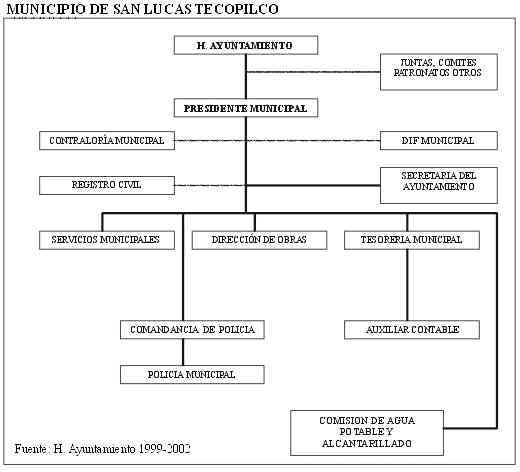 MUNICIPIO DE SAN LUCAS TECOPILCO
H. AYUNTAMIENTO
JUNTAS, COMITES
PATRONATOS OTROS
PRESIDENTE MUNICIPAL
CONTRALORÍA MUNICIPAL
DIF MUNICIPAL
REGISTRO CIVIL
SECRETARIA DEL
AYUNTAMIENTO
SERVICIOS MUNICIPALES
DIRECCIÓN DE OBRAS
TESORERIA MUNICIPAL
COMANDANCIA DE POLICIA
AUXILIAR CONTABLE
POLICIA MUNICIPAL
COMISION DE AGUA
POTABLE Y
ALCANTARILLADO
Fuente: H. Ayuntamiento 1999-2002